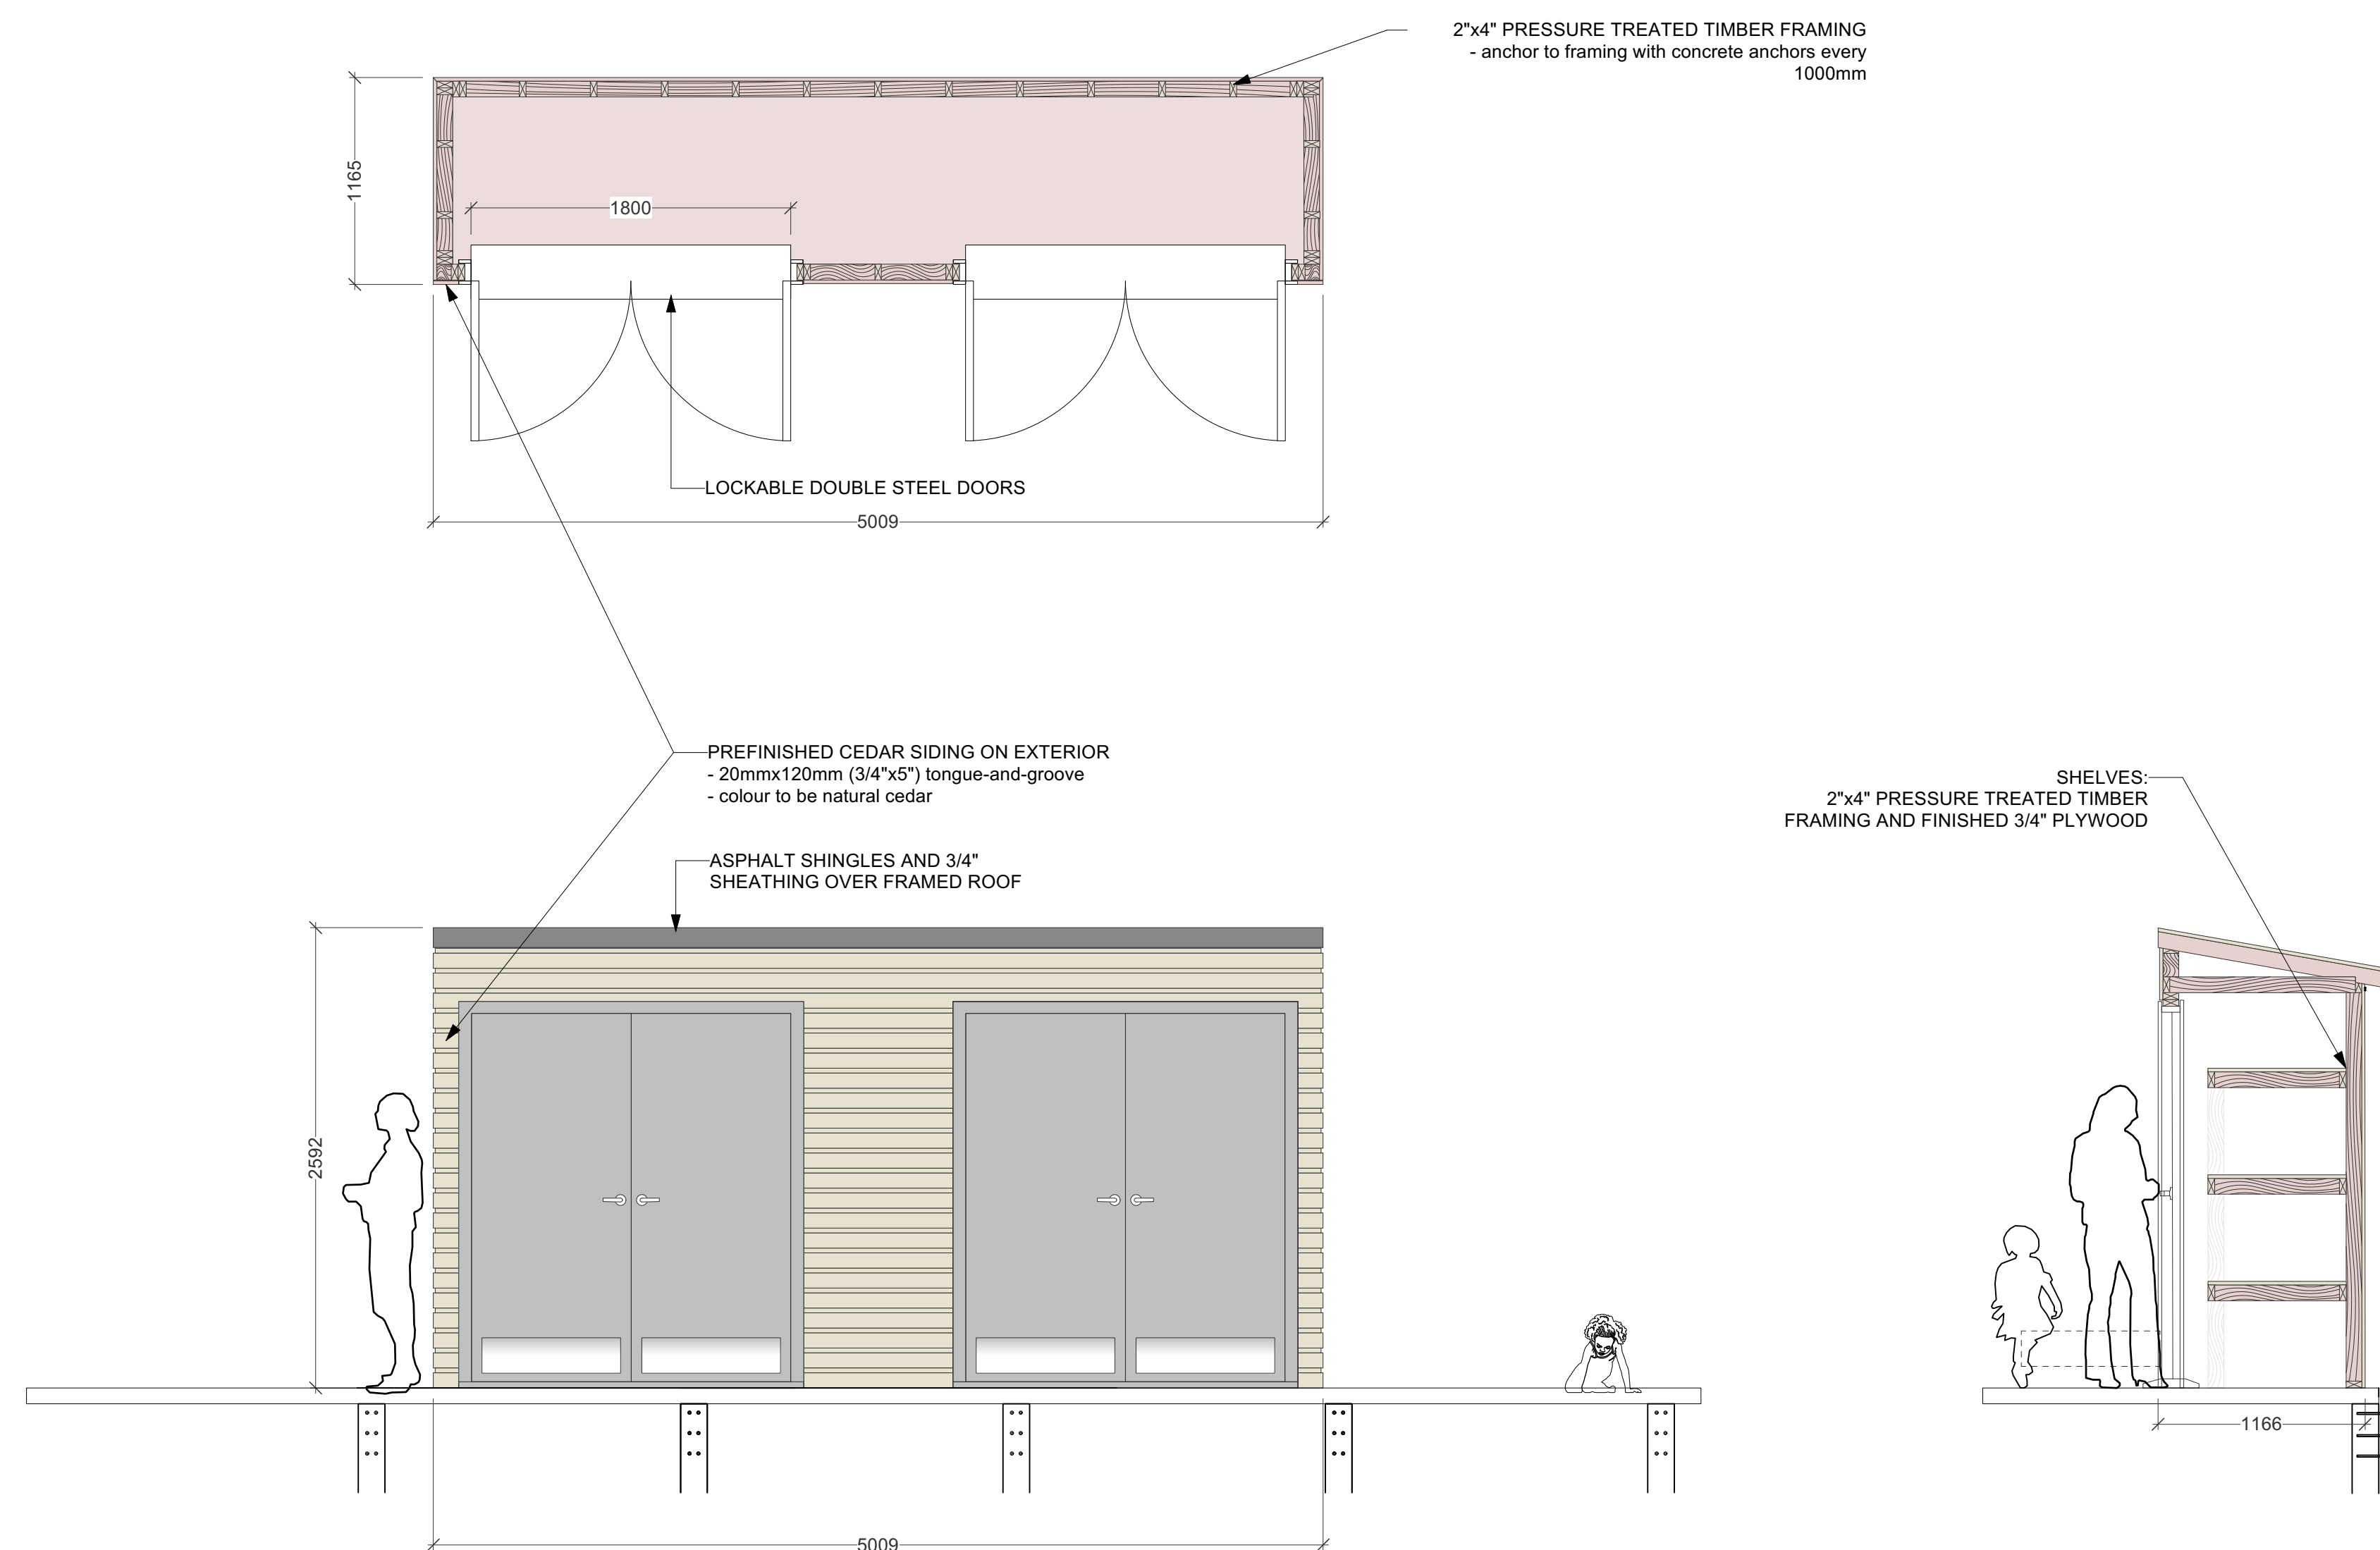 2"x4" PRESSURE TREATED TIMBER FRAMING
- anchor to framing with concrete anchors every
1000mm
1165
1800
LOCKABLE DOUBLE STEEL DOORS
5009
PREFINISHED CEDAR SIDING ON EXTERIOR
- 20mmx120mm (3/4"x5") tongue-and-groove
- colour to be natural cedar
SHELVES:
2"x4" PRESSURE TREATED TIMBER
FRAMING AND FINISHED 3/4" PLYWOOD
ASPHALT SHINGLES AND 3/4"
SHEATHING OVER FRAMED ROOF
2592
1166
5009